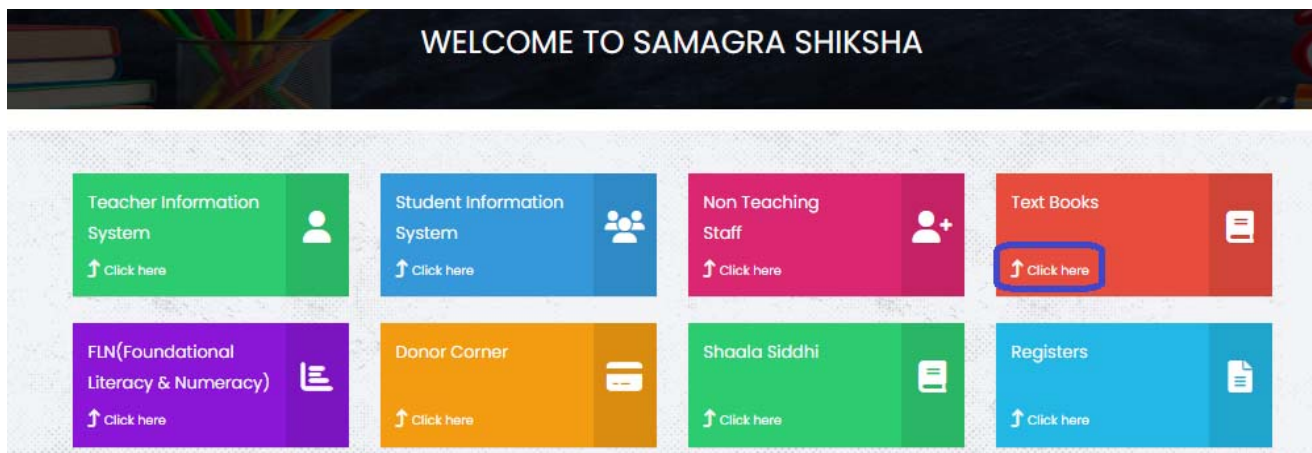 WELCOME TO SAMAGRA SHIKSHA
Teacher Information
System
Click here
Student Information
System
Click here
Non Teaching
Staff
Click here
Text Books
Click here
FLN(Foundational
Literacy & Numeracy)
Click here
Donor Corner
Click here
Shaala Siddhi
Click here
Registers
Click here